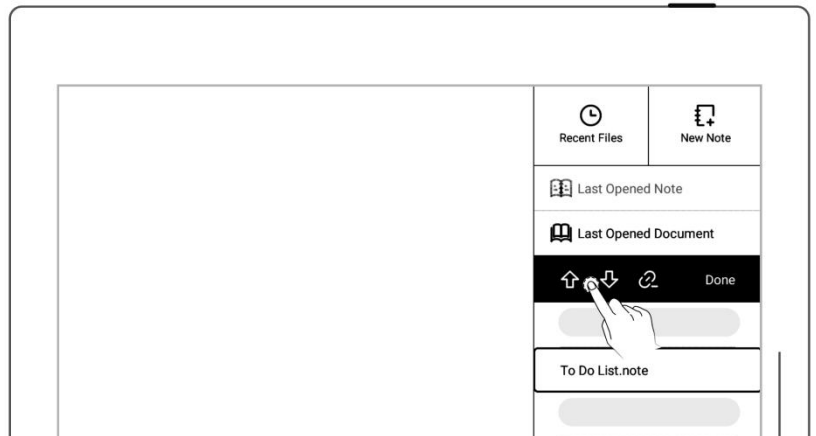 Recent Files
New Note
Last Opened Note
Last Opened Document
Done
To Do List.note